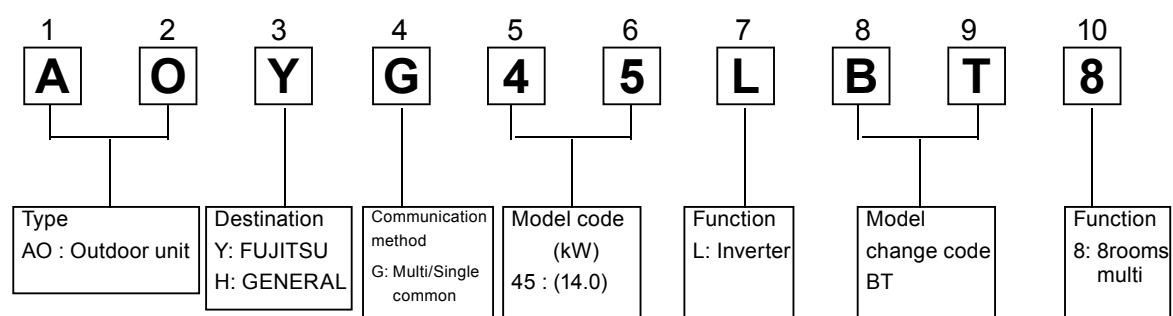 1 2 3 4 5 6 7 8 9 10
A O Y G 4 5 L B T 8
Type
AO : Outdoor unit
Destination
Y: FUJITSU
H: GENERAL
Communication
method
G: Multi/Single
common
Model code
(kW)
45 : (14.0)
Function
L: Inverter
Model
change code
BT
Function
8: 8rooms
multi